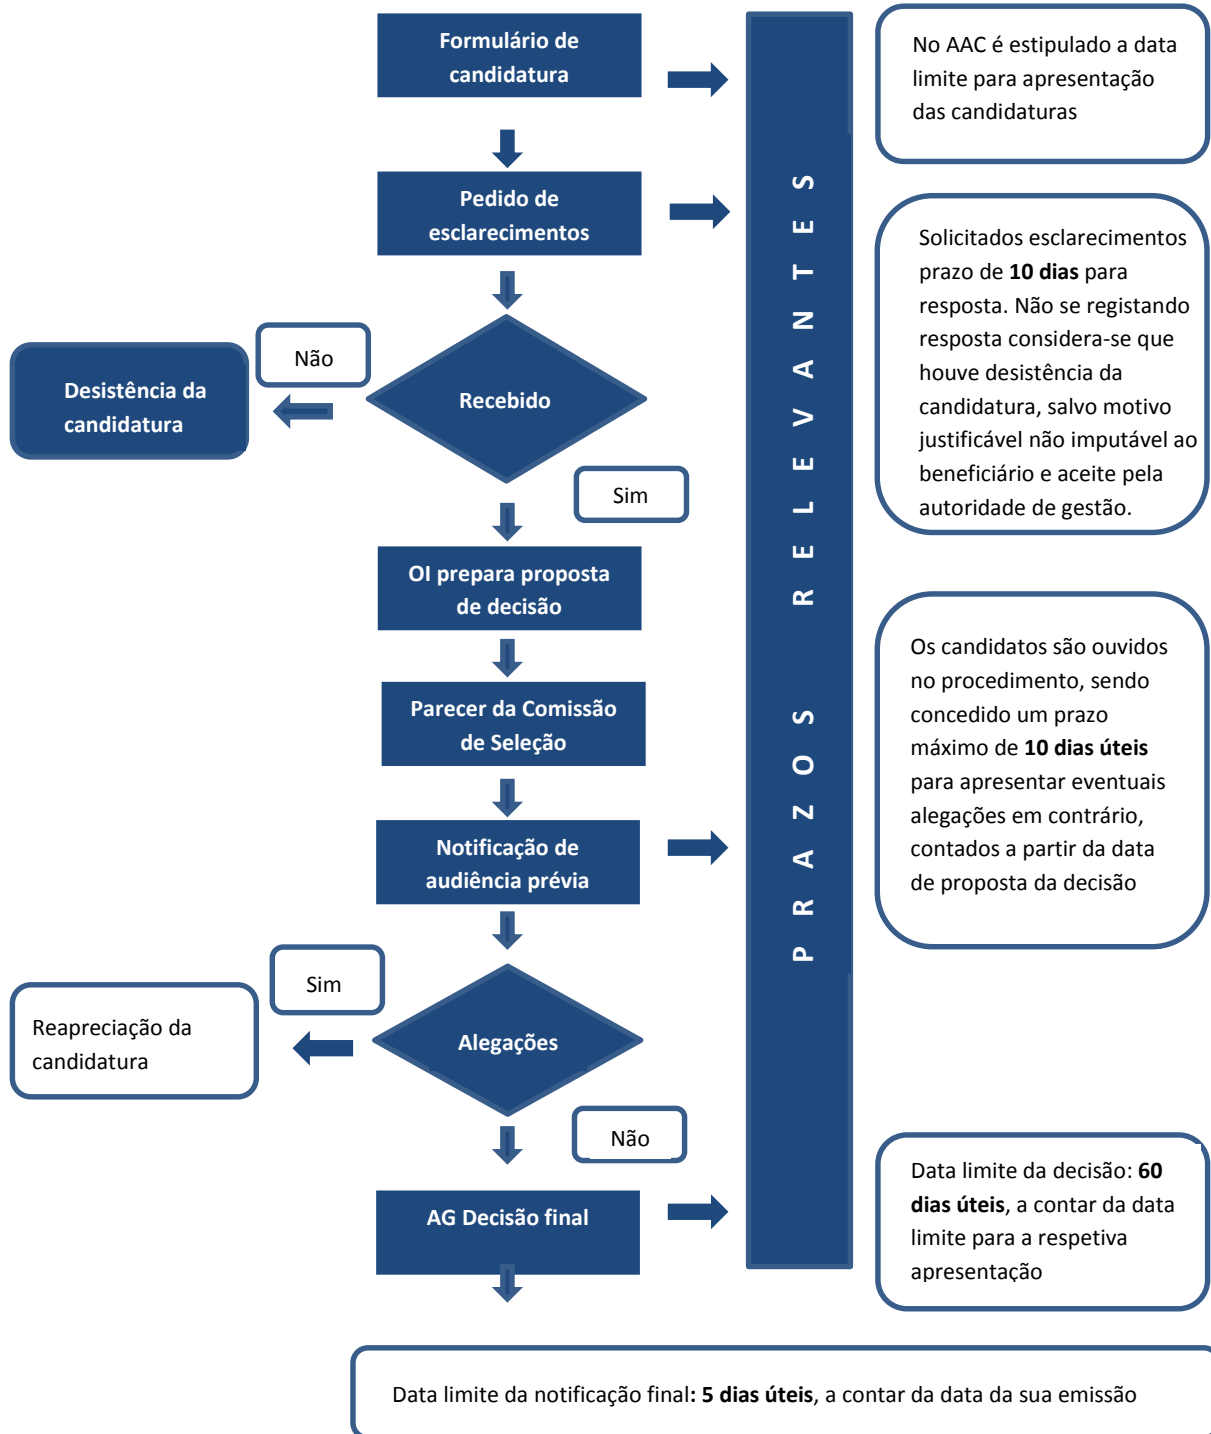 Formulário de
candidatura
No AAC é estipulado a data
limite para apresentação
das candidaturas
Pedido de
esclarecimentos
Solicitados esclarecimentos
prazo de 10 dias para
resposta. Não se registando
resposta considera-se que
houve desistência da
candidatura, salvo motivo
justificável não imputável ao
beneficiário e aceite pela
autoridade de gestão.
Recebido
Não
Desistência da
candidatura
Sim
OI prepara proposta
de decisão
Parecer da Comissão
de Seleção
Notificação de
audiência prévia
Os candidatos são ouvidos
no procedimento, sendo
concedido um prazo
máximo de 10 dias úteis
para apresentar eventuais
alegações em contrário,
contados a partir da data
de proposta da decisão
Alegações
Sim
Reapreciação da
candidatura
Não
AG Decisão final
Data limite da decisão: 60
dias úteis, a contar da data
limite para a respetiva
apresentação
PRAZOS RELEVANTES
Data limite da notificação final: 5 dias úteis, a contar da data da sua emissão